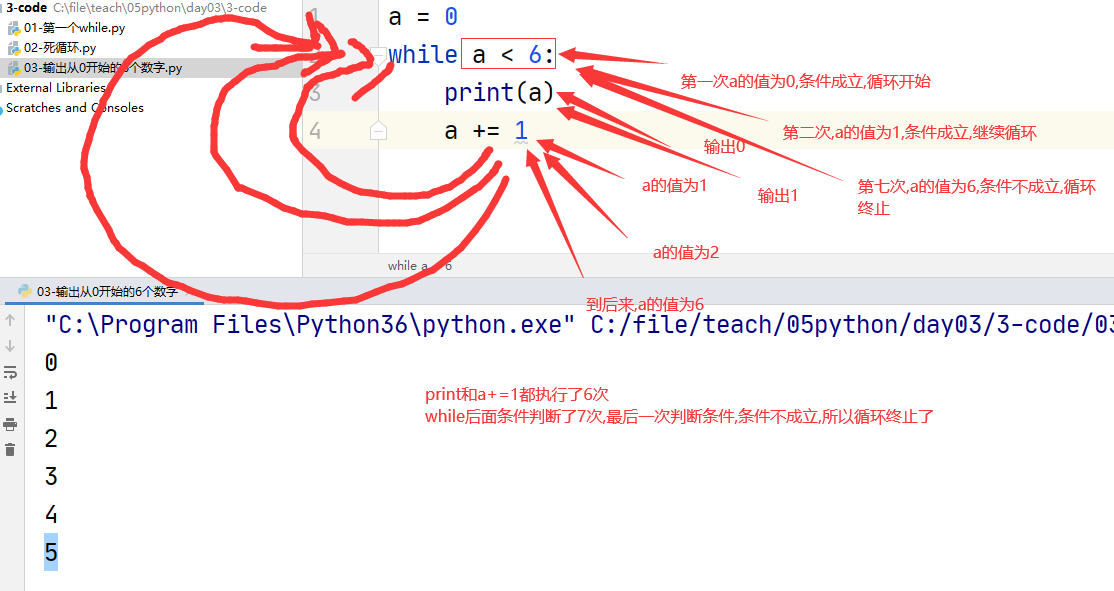 3-code C:\file\teach\05python\day03\3-code
01-第一个while.py
02-死循环.py
03-输出从0开始的6个数字.py
External Libraries
Scratches and Consoles
1 a = 0
while a < 6:
3 print(a)
4 a += 1
第一次a的值为0,条件成立,循环开始
第二次,a的值为1,条件成立,继续循环
输出0
a的值为1
输出1
第七次,a的值为6,条件不成立,循环
终止
a的值为2
到后来,a的值为6
while a 6
03-输出从0开始的6个数字
"C:\Program Files\Python36\python.exe" C:/file/teach/05python/day03/3-code/03
0
1
2
3
4
5
print和a+=1都执行了6次
while后面条件判断了7次,最后一次判断条件,条件不成立,所以循环终止了